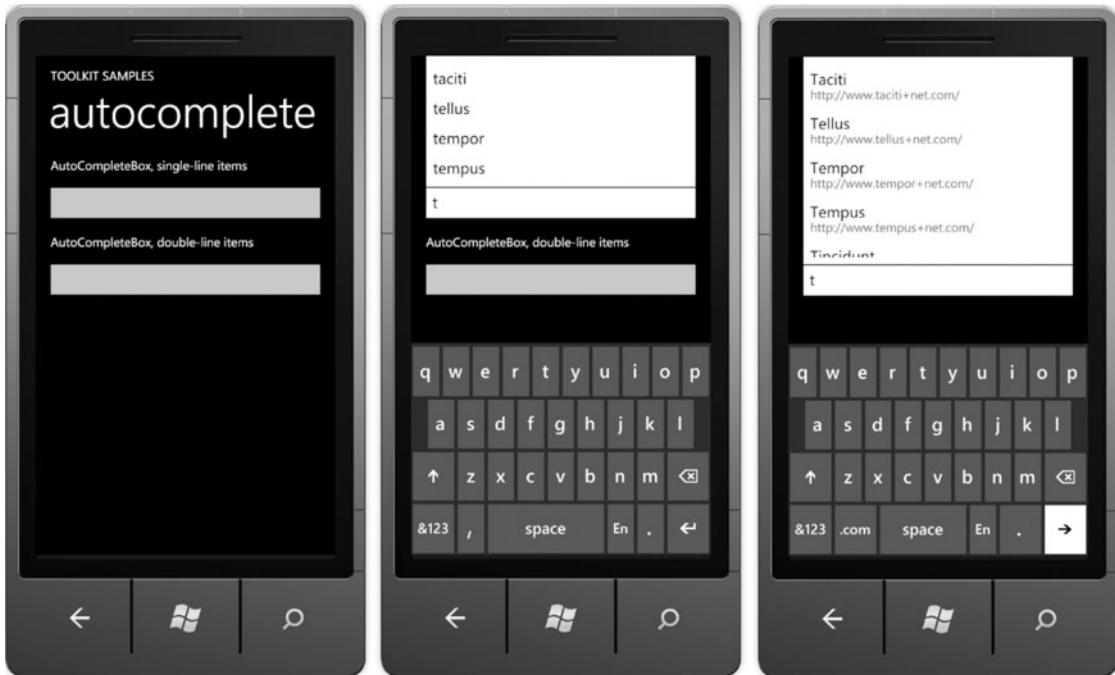 TOOLKIT SAMPLES
autocomplete
AutoCompleteBox, single-line items
AutoCompleteBox, double-line items
taciti
tellus
tempor
tempus
t
AutoCompleteBox, double-line items
q w e r t y u i o p
a s d f g h j k l
z x c v b n m
&123 , space En .
Taciti
http://www.taciti+net.com/
Tellus
http://www.tellus+net.com/
Tempor
http://www.tempor+net.com/
Tempus
http://www.tempus+net.com/
Tincidunt
t
q w e r t y u i o p
a s d f g h j k l
z x c v b n m
&123 .com space En .